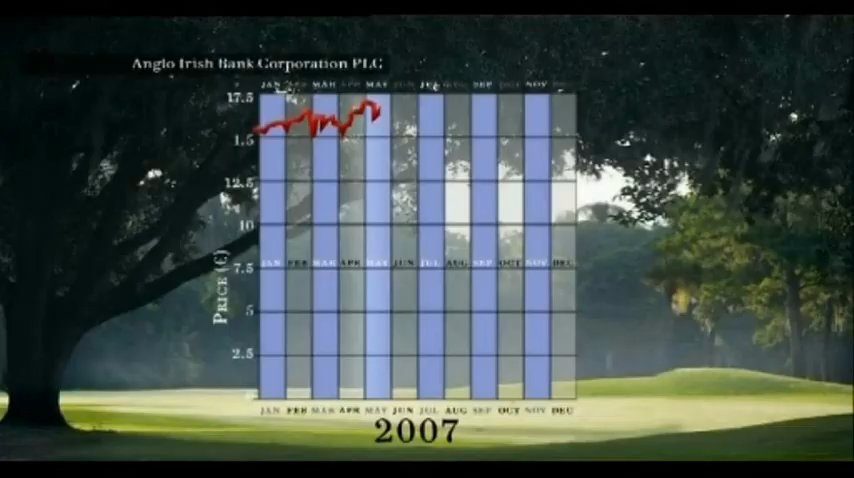 Anglo Irish Bank Corporation PLC
JAN FEB MAR APR MAY JUN JUL AUG SEP OCT NOV
17.5
1.5
12.5
10
JAN FEB MAR APR MAY JUN JUL AUG SEP OCT NOV DEC
7.5
5
2.5
PRICE (€)
JAN FEB MAR APR MAY JUN JUL AUG SEP OCT NOV DEC
2007